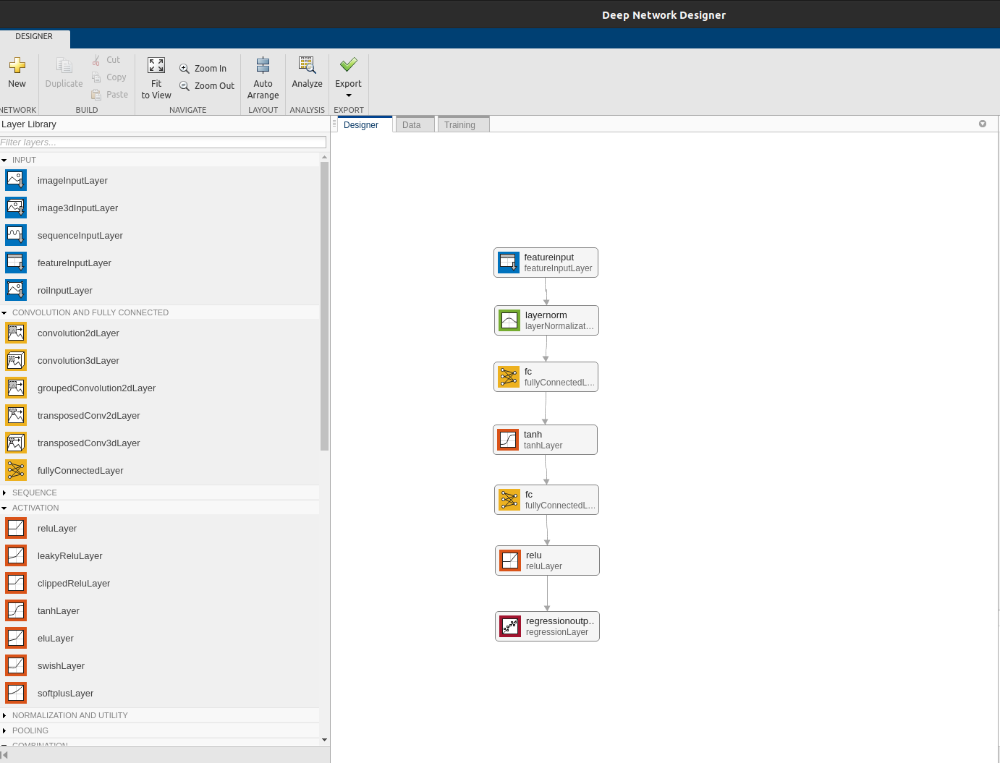 Deep Network Designer
DESIGNER
New
Duplicate
Cut
Copy
Paste
Fit
to View
Zoom In
Zoom Out
Auto
Arrange
Analyze
Export
NETWORK
BUILD
NAVIGATE
LAYOUT
ANALYSIS
EXPORT
Layer Library
Filter layers...
INPUT
imageInputLayer
image3dInputLayer
sequenceInputLayer
featureInputLayer
roiInputLayer
CONVOLUTION AND FULLY CONNECTED
convolution2dLayer
convolution3dLayer
groupedConvolution2dLayer
transposedConv2dLayer
transposedConv3dLayer
fullyConnectedLayer
SEQUENCE
ACTIVATION
reluLayer
leakyReluLayer
clippedReluLayer
tanhLayer
eluLayer
swishLayer
softplusLayer
NORMALIZATION AND UTILITY
POOLING
COMBINATION
Designer
Data
Training
featureinput
featureInputLayer
layernorm
layerNormalizat...
fc
fullyConnectedL...
tanh
tanhLayer
fc
fullyConnectedL...
relu
reluLayer
regressionoutp..
regressionLayer